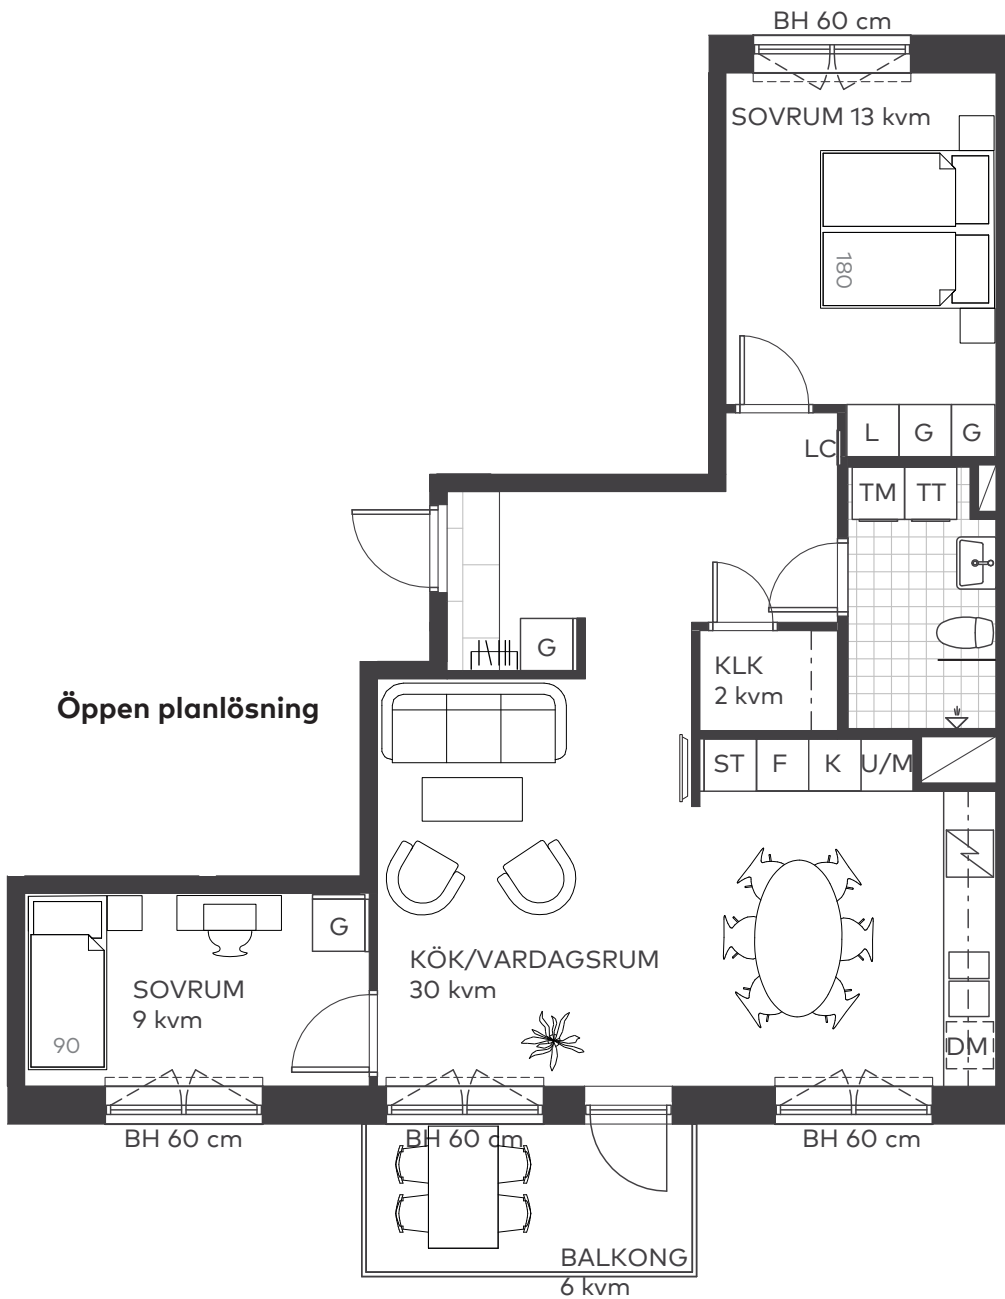 BH 60 cm
SOVRUM 13 kvm
180
LC
L G G
TM TT
G
KLK
2 kvm
Öppen planlösning
ST F K U/M
G
KÖK/VARDAGSRUM
30 kvm
SOVRUM
9 kvm
90
DM
BH 60 cm BH 60 cm BH 60 cm
BALKONG
6 kvm